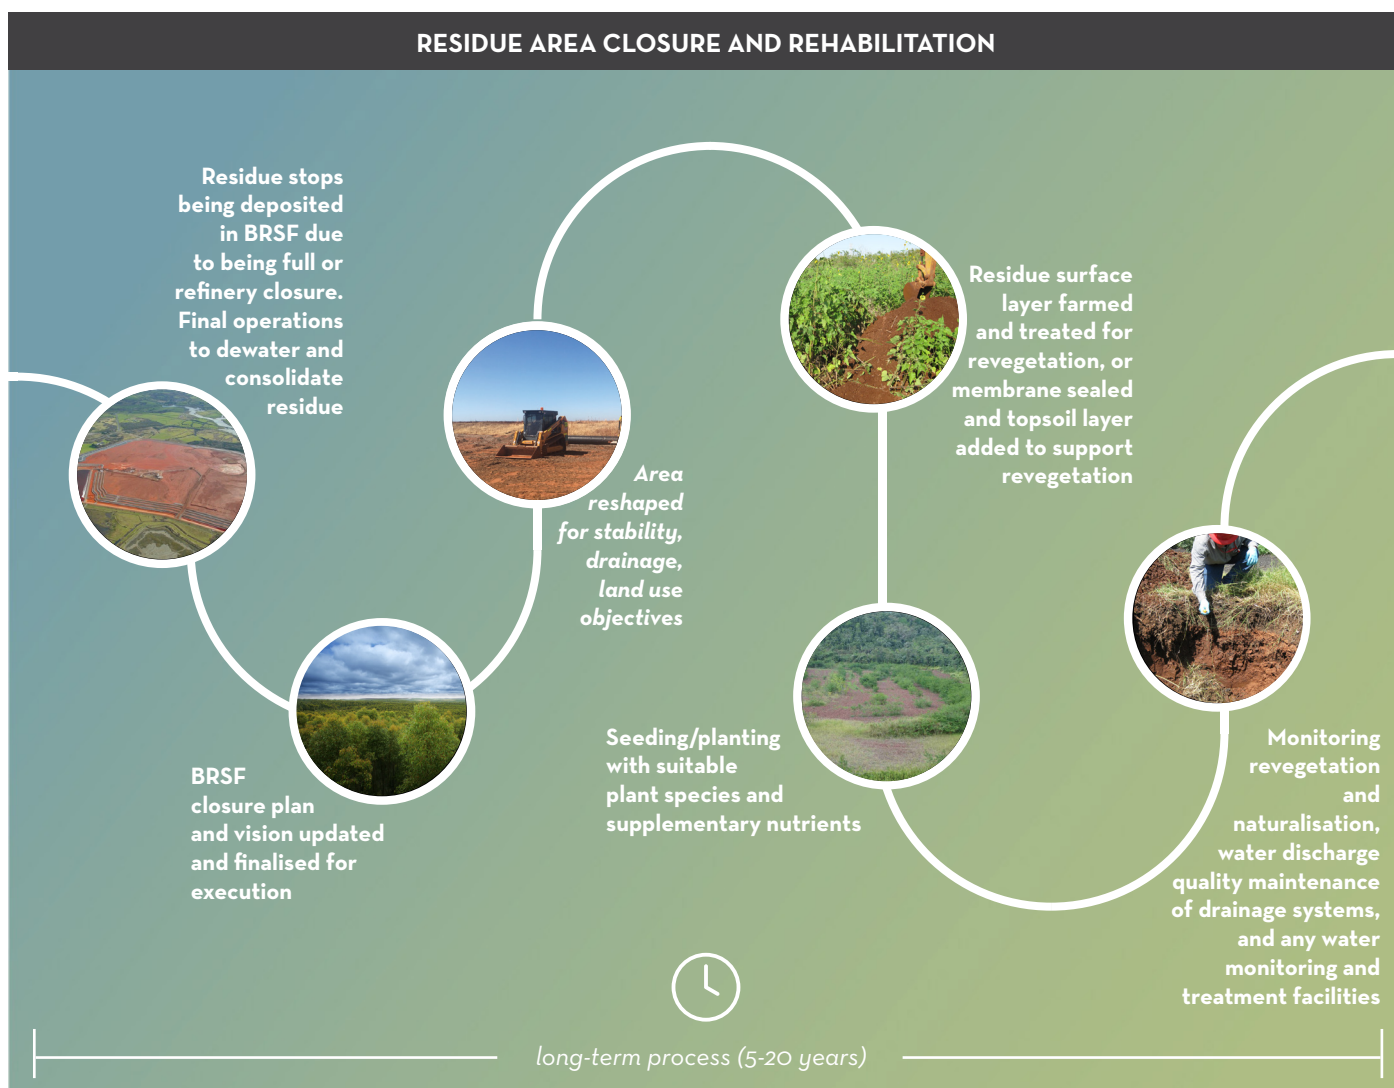 RESIDUE AREA CLOSURE AND REHABILITATION
Residue stops
being deposited
in BRSF due
to being full or
refinery closure.
Final operations
to dewater and
consolidate
residue
BRSF
closure plan
and vision updated
and finalised for
execution
Area
reshaped
for stability,
drainage,
land use
objectives
Residue surface
layer farmed
and treated for
revegetation, or
membrane sealed
and topsoil layer
added to support
revegetation
Seeding/planting
with suitable
plant species and
supplementary nutrients
Monitoring
revegetation
and
naturalisation,
water discharge
quality maintenance
of drainage systems,
and any water
monitoring and
treatment facilities
long-term process (5-20 years)